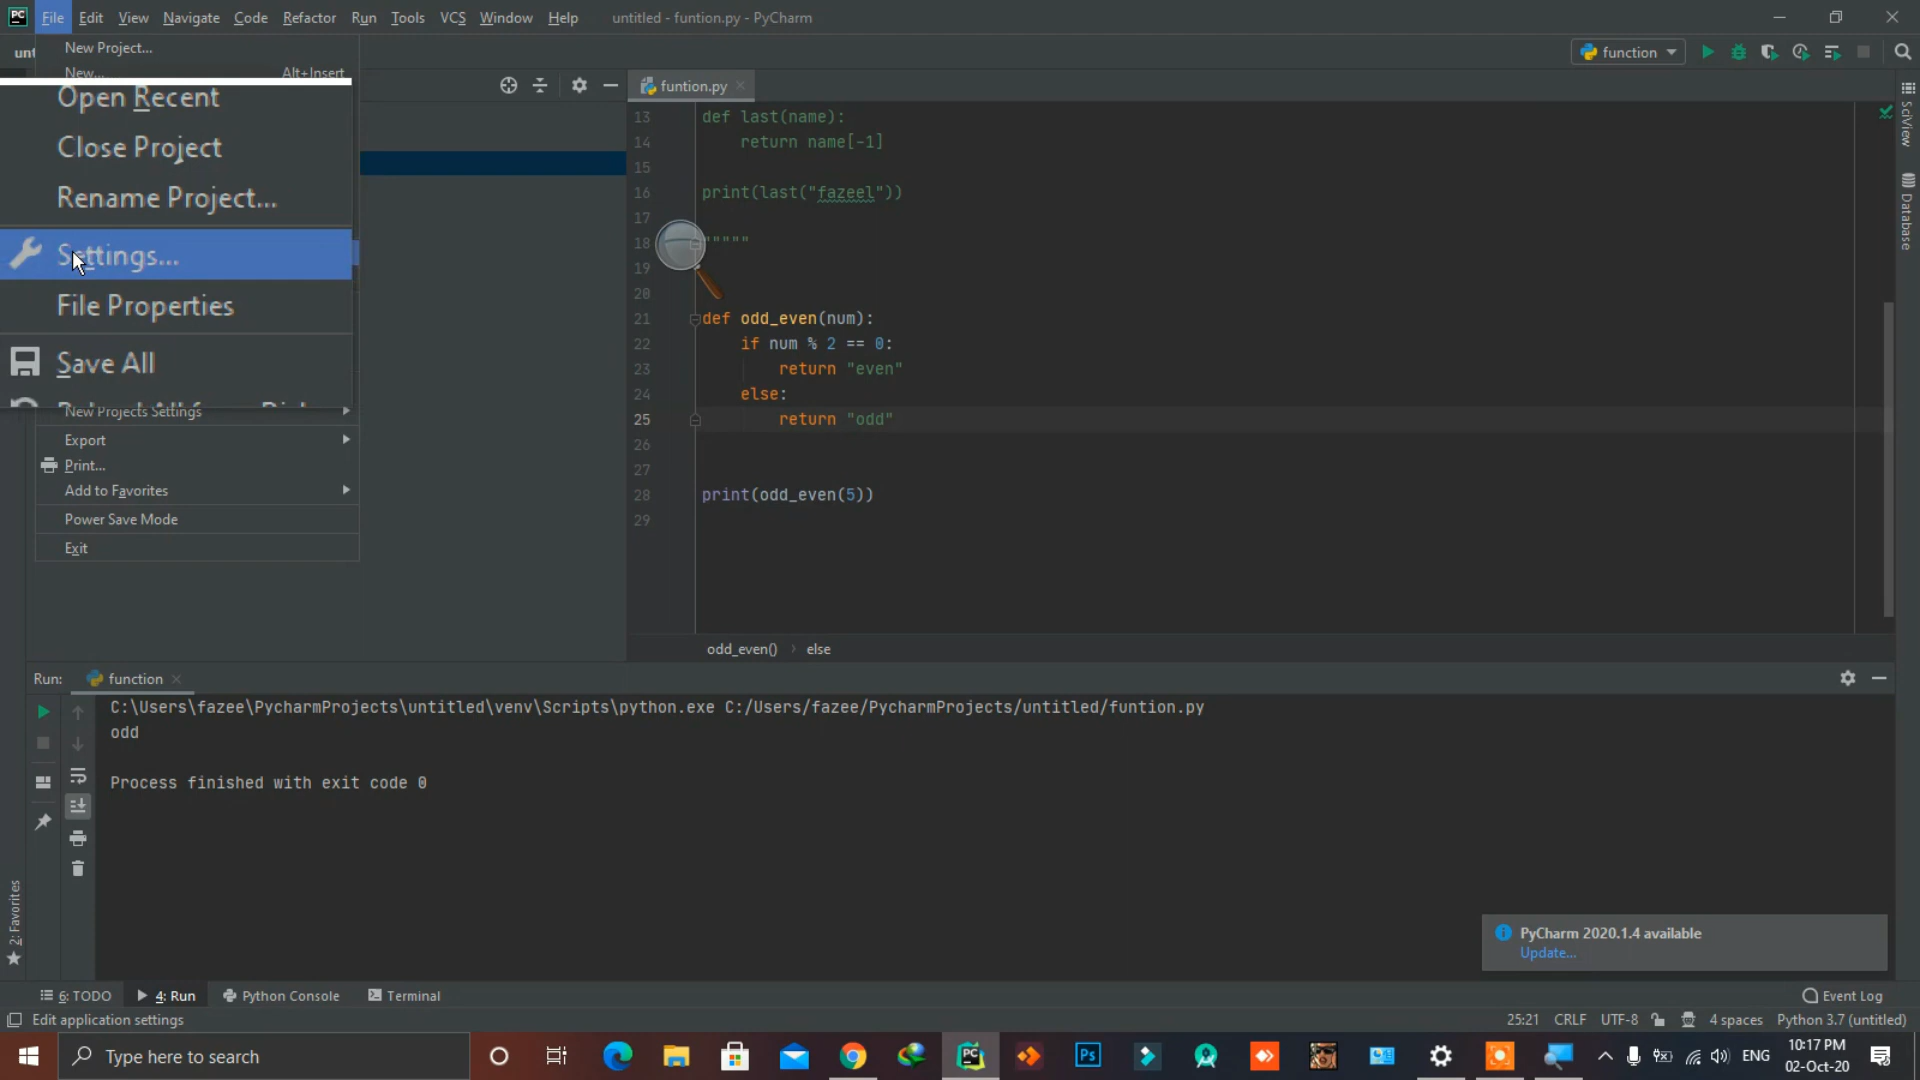 PC File Edit View Navigate Code Refactor Run Tools VCS Window Help untitled - funtion.py - PyCharm
unt
function
New Project...
New... Alt+Insert
Open Recent
Close Project
Rename Project...
Settings...
File Properties
Save All
New Projects Settings
Export
Print...
Add to Favorites
Power Save Mode
Exit
funtion.py
13 def last(name):
14 return name[-1]
15
16 print(last("fazeel"))
17
18 """""
19
20
21 def odd_even(num):
22 if num % 2 == 0:
23 return "even"
24 else:
25 return "odd"
26
27
28 print(odd_even(5))
29
odd_even() › else
SciView
Database
Run: function
C:\Users\fazee\PycharmProjects\untitled\venv\Scripts\python.exe C:/Users/fazee/PycharmProjects/untitled/funtion.py
odd
Process finished with exit code 0
2: Favorites
PyCharm 2020.1.4 available
Update...
6: TODO 4: Run Python Console Terminal Event Log
Edit application settings 25:21 CRLF UTF-8 4 spaces Python 3.7 (untitled)
Type here to search
PC Ps
ENG
10:17 PM
02-Oct-20